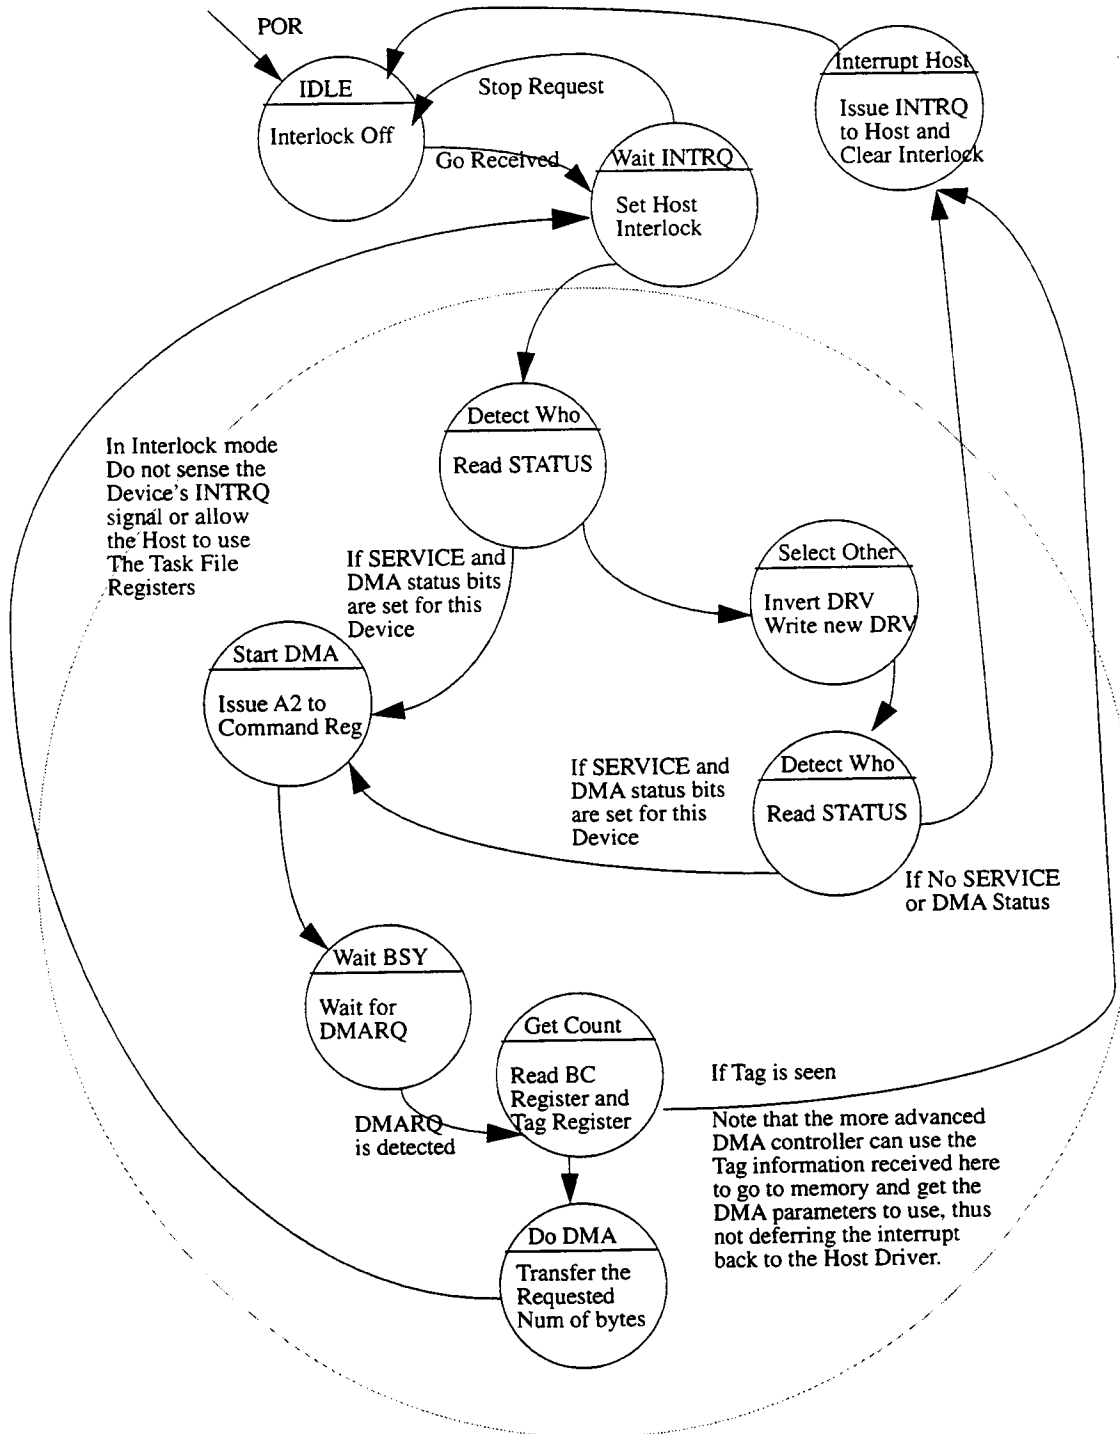 POR
IDLE
Interlock Off
Stop Request
Go Received
Interrupt Host
Issue INTRQ
to Host and
Clear Interlock
Wait INTRQ
Set Host
Interlock
Detect Who
Read STATUS
In Interlock mode
Do not sense the
Device's INTRQ
signal or allow
the Host to use
The Task File
Registers
If SERVICE and
DMA status bits
are set for this
Device
Select Other
Invert DRV
Write new DRV
Start DMA
Issue A2 to
Command Reg
If SERVICE and
DMA status bits
are set for this
Device
Detect Who
Read STATUS
If No SERVICE
or DMA Status
Wait BSY
Wait for
DMARQ
DMARQ
is detected
Get Count
Read BC
Register and
Tag Register
If Tag is seen
Note that the more advanced
DMA controller can use the
Tag information received here
to go to memory and get the
DMA parameters to use, thus
not deferring the interrupt
back to the Host Driver.
Do DMA
Transfer the
Requested
Num of bytes